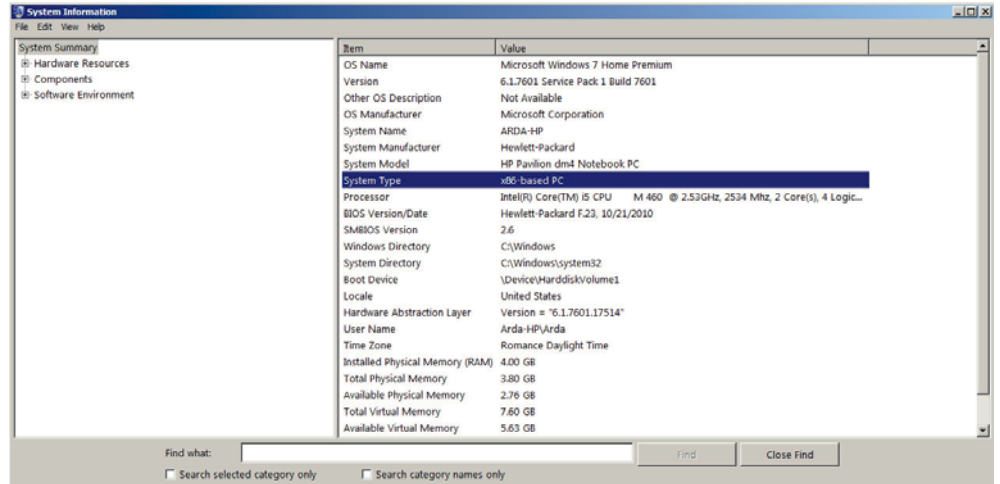 System Information
File Edit View Help
System Summary
Hardware Resources
Components
Software Environment
Item Value
OS Name Microsoft Windows 7 Home Premium
Version 6.1.7601 Service Pack 1 Build 7601
Other OS Description Not Available
OS Manufacturer Microsoft Corporation
System Name ARDA-HP
System Manufacturer Hewlett-Packard
System Model HP Pavilion dm4 Notebook PC
System Type x86-based PC
Processor Intel(R) Core(TM) i5 CPU M 460 @ 2.53GHz, 2534 Mhz, 2 Core(s), 4 Logic...
BIOS Version/Date Hewlett-Packard F.23, 10/21/2010
SMBIOS Version 2.6
Windows Directory C:\Windows
System Directory C:\Windows\system32
Boot Device \Device\HarddiskVolume1
Locale United States
Hardware Abstraction Layer Version = "6.1.7601.17514"
User Name Arda-HP\Arda
Time Zone Romance Daylight Time
Installed Physical Memory (RAM) 4.00 GB
Total Physical Memory 3.80 GB
Available Physical Memory 2.76 GB
Total Virtual Memory 7.60 GB
Available Virtual Memory 5.63 GB
Find what: Find Close Find
Search selected category only Search category names only